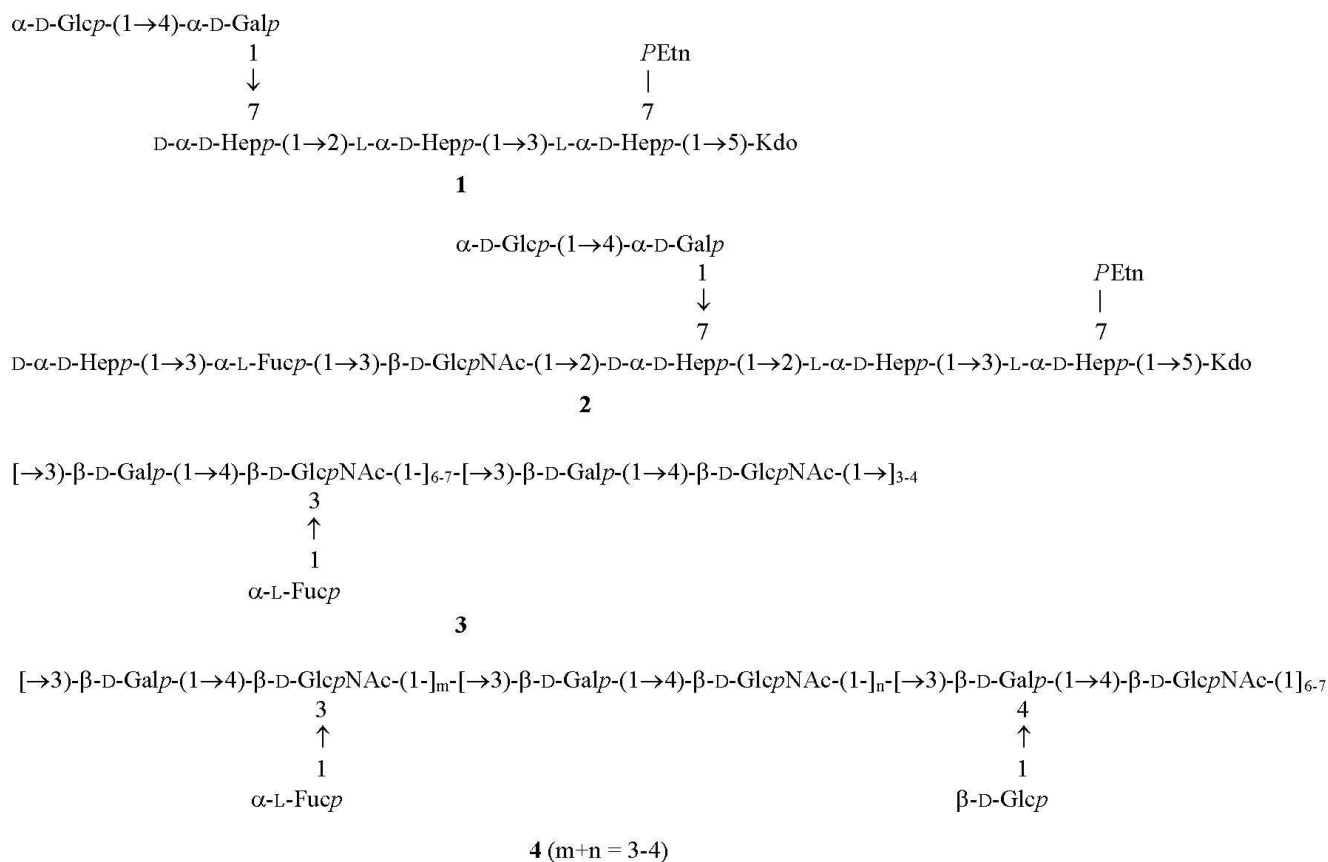 α-D-Glcp-(1→4)-α-D-Galp
1
↓
7
PEtn
|
7
D-α-D-Hepp-(1→2)-L-α-D-Hepp-(1→3)-L-α-D-Hepp-(1→5)-Kdo
1
α-D-Glcp-(1→4)-α-D-Galp
1
↓
7
PEtn
|
7
D-α-D-Hepp-(1→3)-α-L-Fucp-(1→3)-β-D-GlcpNAc-(1→2)-D-α-D-Hepp-(1→2)-L-α-D-Hepp-(1→3)-L-α-D-Hepp-(1→5)-Kdo
2
[→3)-β-D-Galp-(1→4)-β-D-GlcpNAc-(1-]6-7-[→3)-β-D-Galp-(1→4)-β-D-GlcpNAc-(1→]3-4
3
↑
1
α-L-Fucp
3
[→3)-β-D-Galp-(1→4)-β-D-GlcpNAc-(1-]m-[→3)-β-D-Galp-(1→4)-β-D-GlcpNAc-(1-]n-[→3)-β-D-Galp-(1→4)-β-D-GlcpNAc-(1]6-7
3 4
↑ ↑
1 1
α-L-Fucp β-D-Glcp
4 (m+n = 3-4)